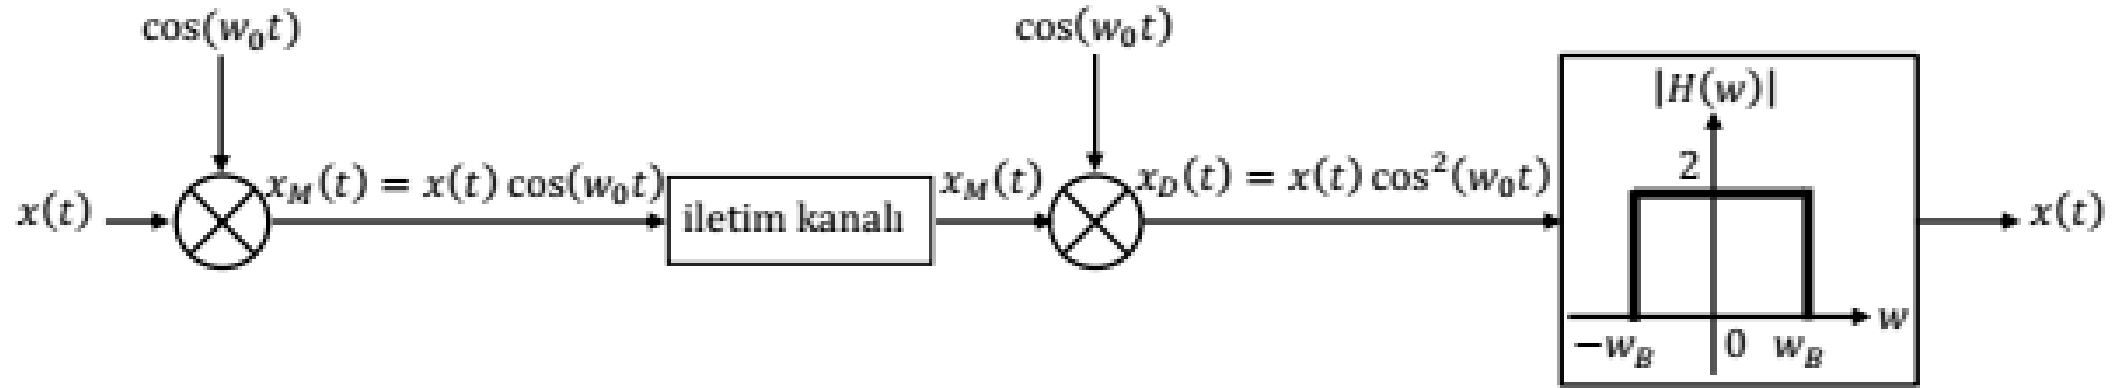 cos(w₀t)
cos(w₀t)
|H(w)|
2
x(t)
x_M(t) = x(t) cos(w₀t)
iletim kanalı
x_M(t)
x_D(t) = x(t) cos²(w₀t)
x(t)
w
−w_B
0
w_B